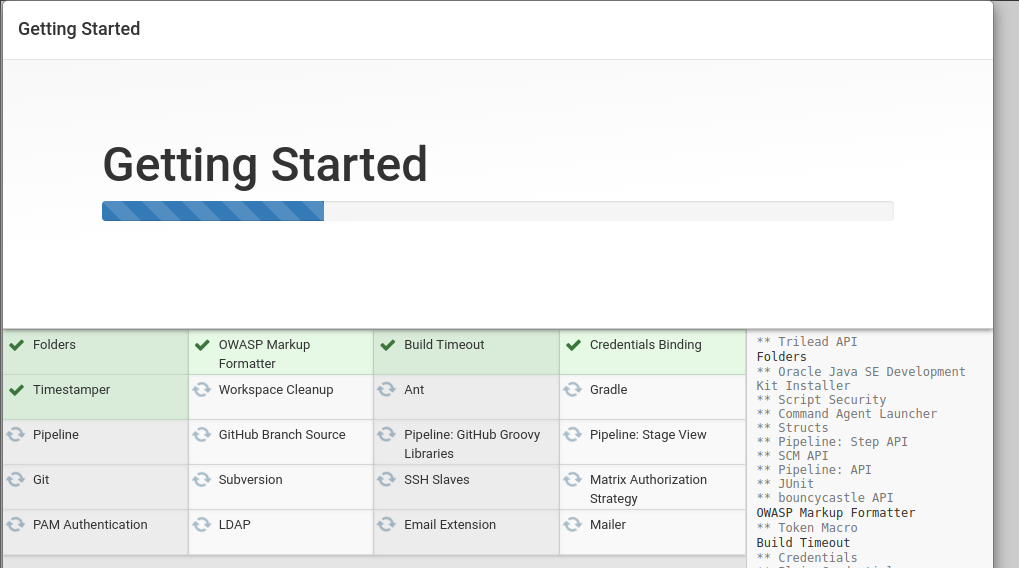 Getting Started
Getting Started
Folders
OWASP Markup
Formatter
Build Timeout
Credentials Binding
Timestamper
Workspace Cleanup
Ant
Gradle
Pipeline
GitHub Branch Source
Pipeline: GitHub Groovy
Libraries
Pipeline: Stage View
Git
Subversion
SSH Slaves
Matrix Authorization
Strategy
PAM Authentication
LDAP
Email Extension
Mailer
** Trilead API
Folders
** Oracle Java SE Development
Kit Installer
** Script Security
** Command Agent Launcher
** Structs
** Pipeline: Step API
** SCM API
** Pipeline: API
** JUnit
** bouncycastle API
OWASP Markup Formatter
** Token Macro
Build Timeout
** Credentials